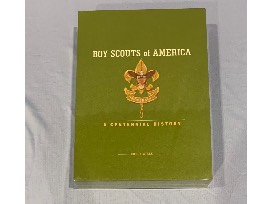 BOY SCOUTS of AMERICA
A CENTENNIAL HISTORY